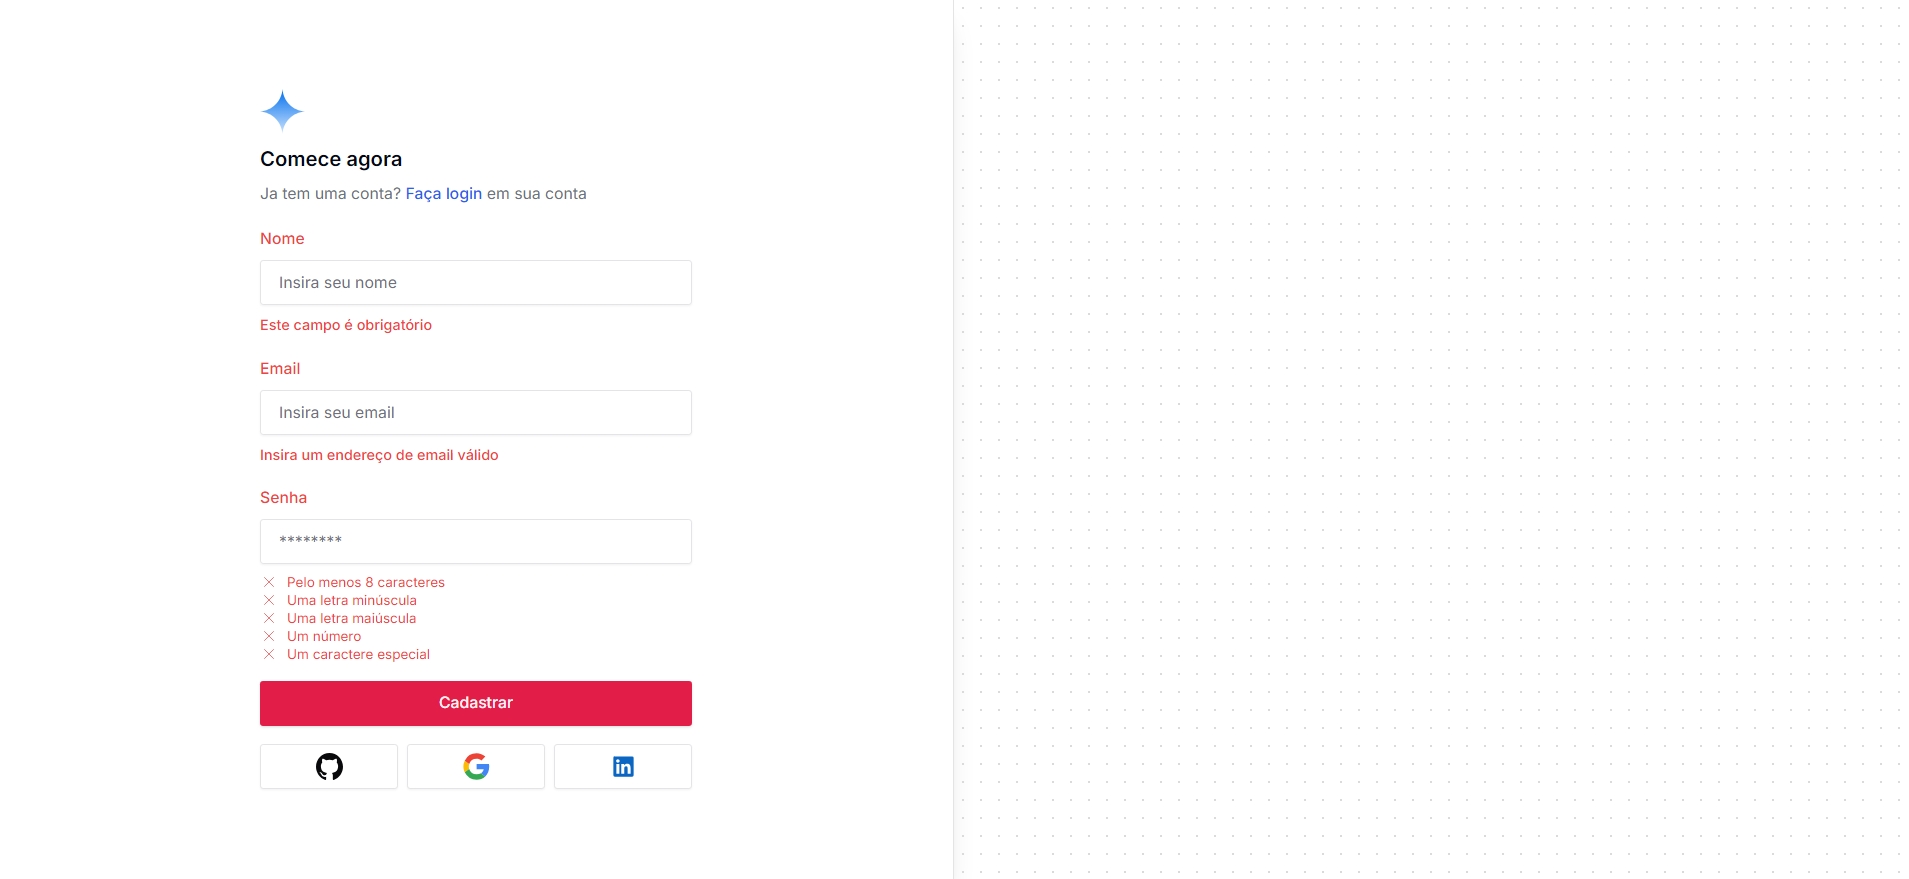 Comece agora
Ja tem uma conta? Faça login em sua conta
Nome
Insira seu nome
Este campo é obrigatório
Email
Insira seu email
Insira um endereço de email válido
Senha
********
Pelo menos 8 caracteres
Uma letra minúscula
Uma letra maiúscula
Um número
Um caractere especial
Cadastrar